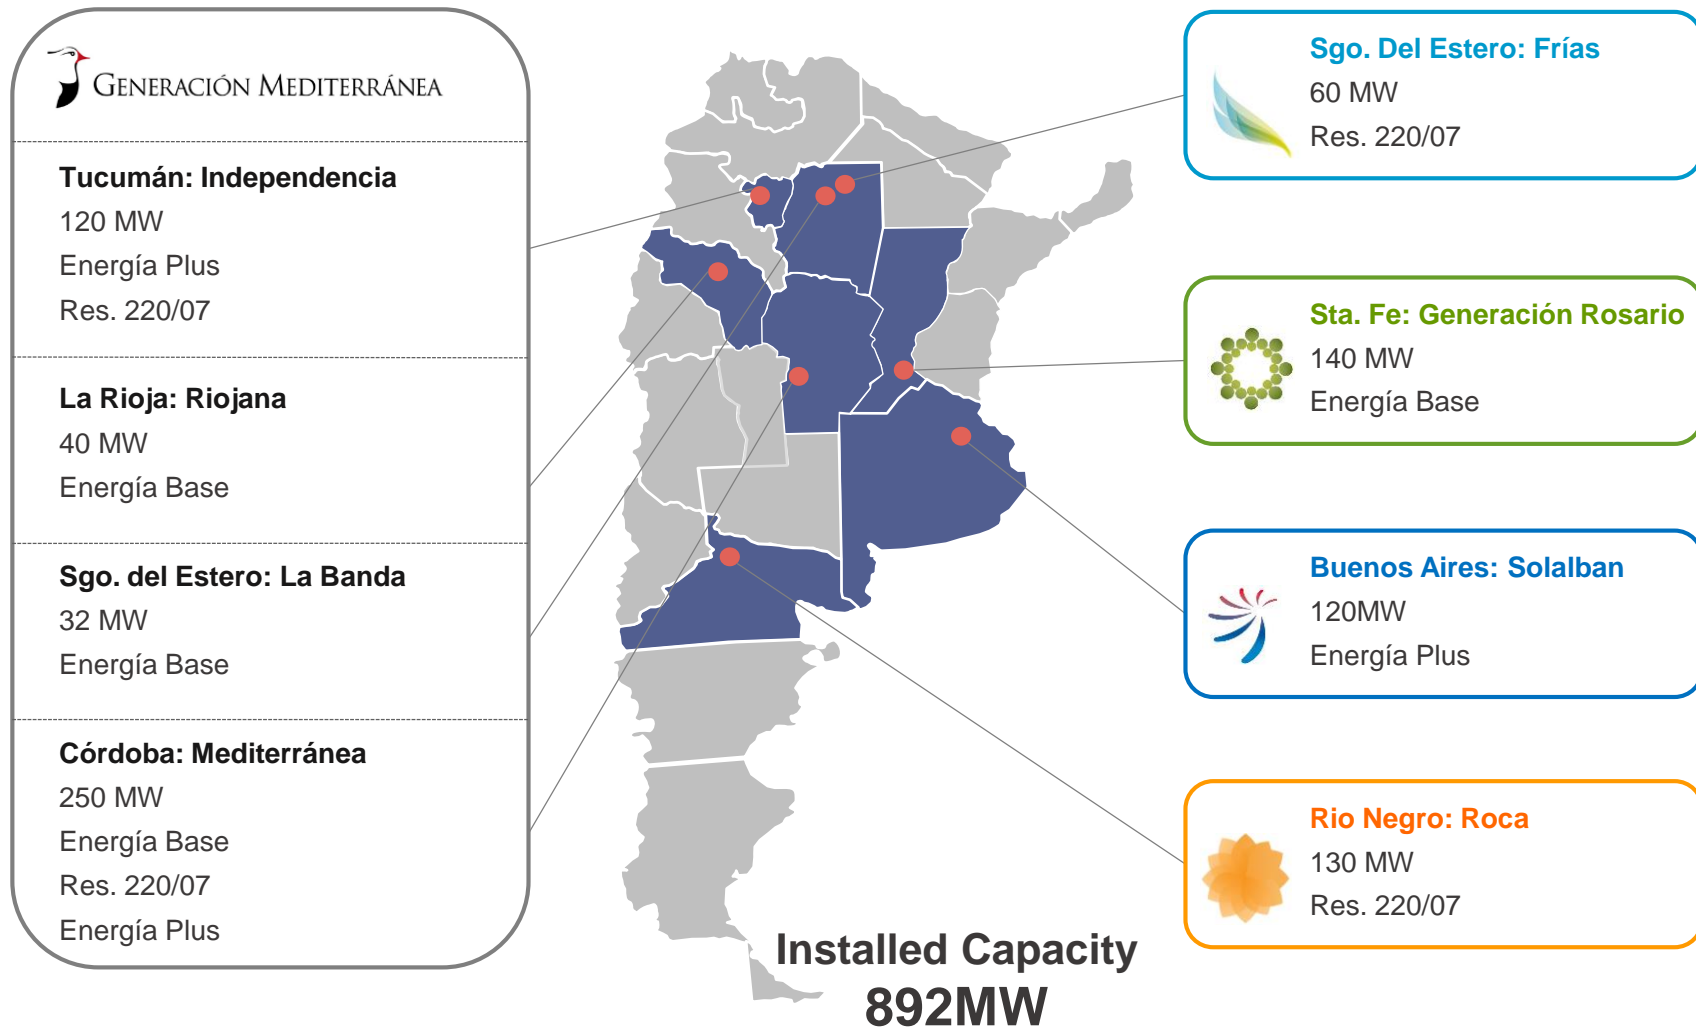 GENERACIÓN MEDITERRÁNEA
Tucumán: Independencia
120 MW
Energía Plus
Res. 220/07
La Rioja: Riojana
40 MW
Energía Base
Sgo. del Estero: La Banda
32 MW
Energía Base
Córdoba: Mediterránea
250 MW
Energía Base
Res. 220/07
Energía Plus
Sgo. Del Estero: Frías
60 MW
Res. 220/07
Sta. Fe: Generación Rosario
140 MW
Energía Base
Buenos Aires: Solalban
120MW
Energía Plus
Rio Negro: Roca
130 MW
Res. 220/07
Installed Capacity
892MW